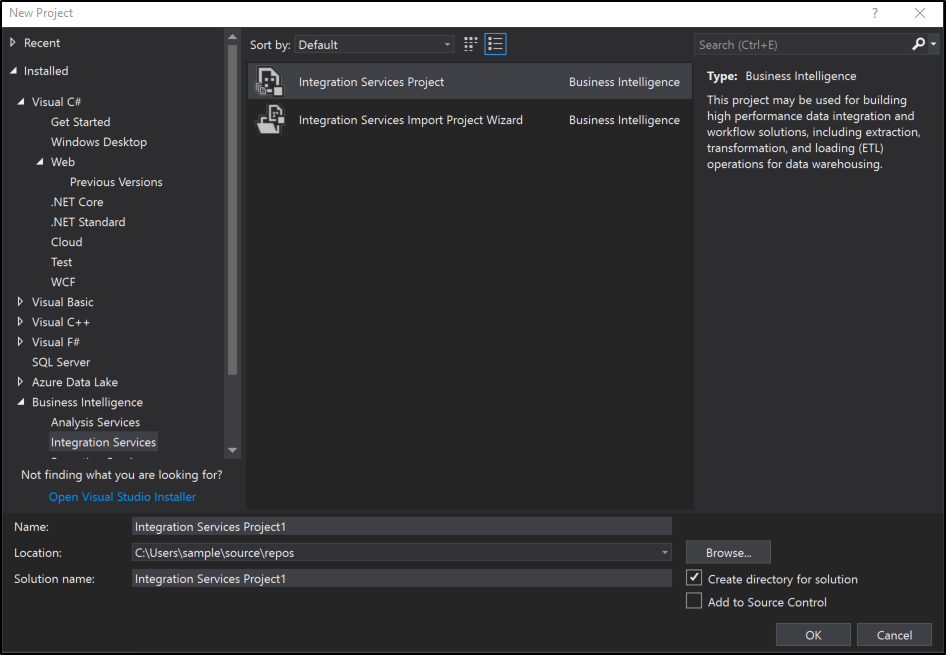 New Project
?
Recent
Installed
Visual C#
Get Started
Windows Desktop
Web
Previous Versions
.NET Core
.NET Standard
Cloud
Test
WCF
Visual Basic
Visual C++
Visual F#
SQL Server
Azure Data Lake
Business Intelligence
Analysis Services
Integration Services
Not finding what you are looking for?
Open Visual Studio Installer
Sort by: Default
Integration Services Project Business Intelligence
Integration Services Import Project Wizard Business Intelligence
Search (Ctrl+E)
Type: Business Intelligence
This project may be used for building
high performance data integration and
workflow solutions, including extraction,
transformation, and loading (ETL)
operations for data warehousing.
Name: Integration Services Project1
Location: C:\Users\sample\source\repos
Browse...
Solution name: Integration Services Project1
Create directory for solution
Add to Source Control
OK
Cancel